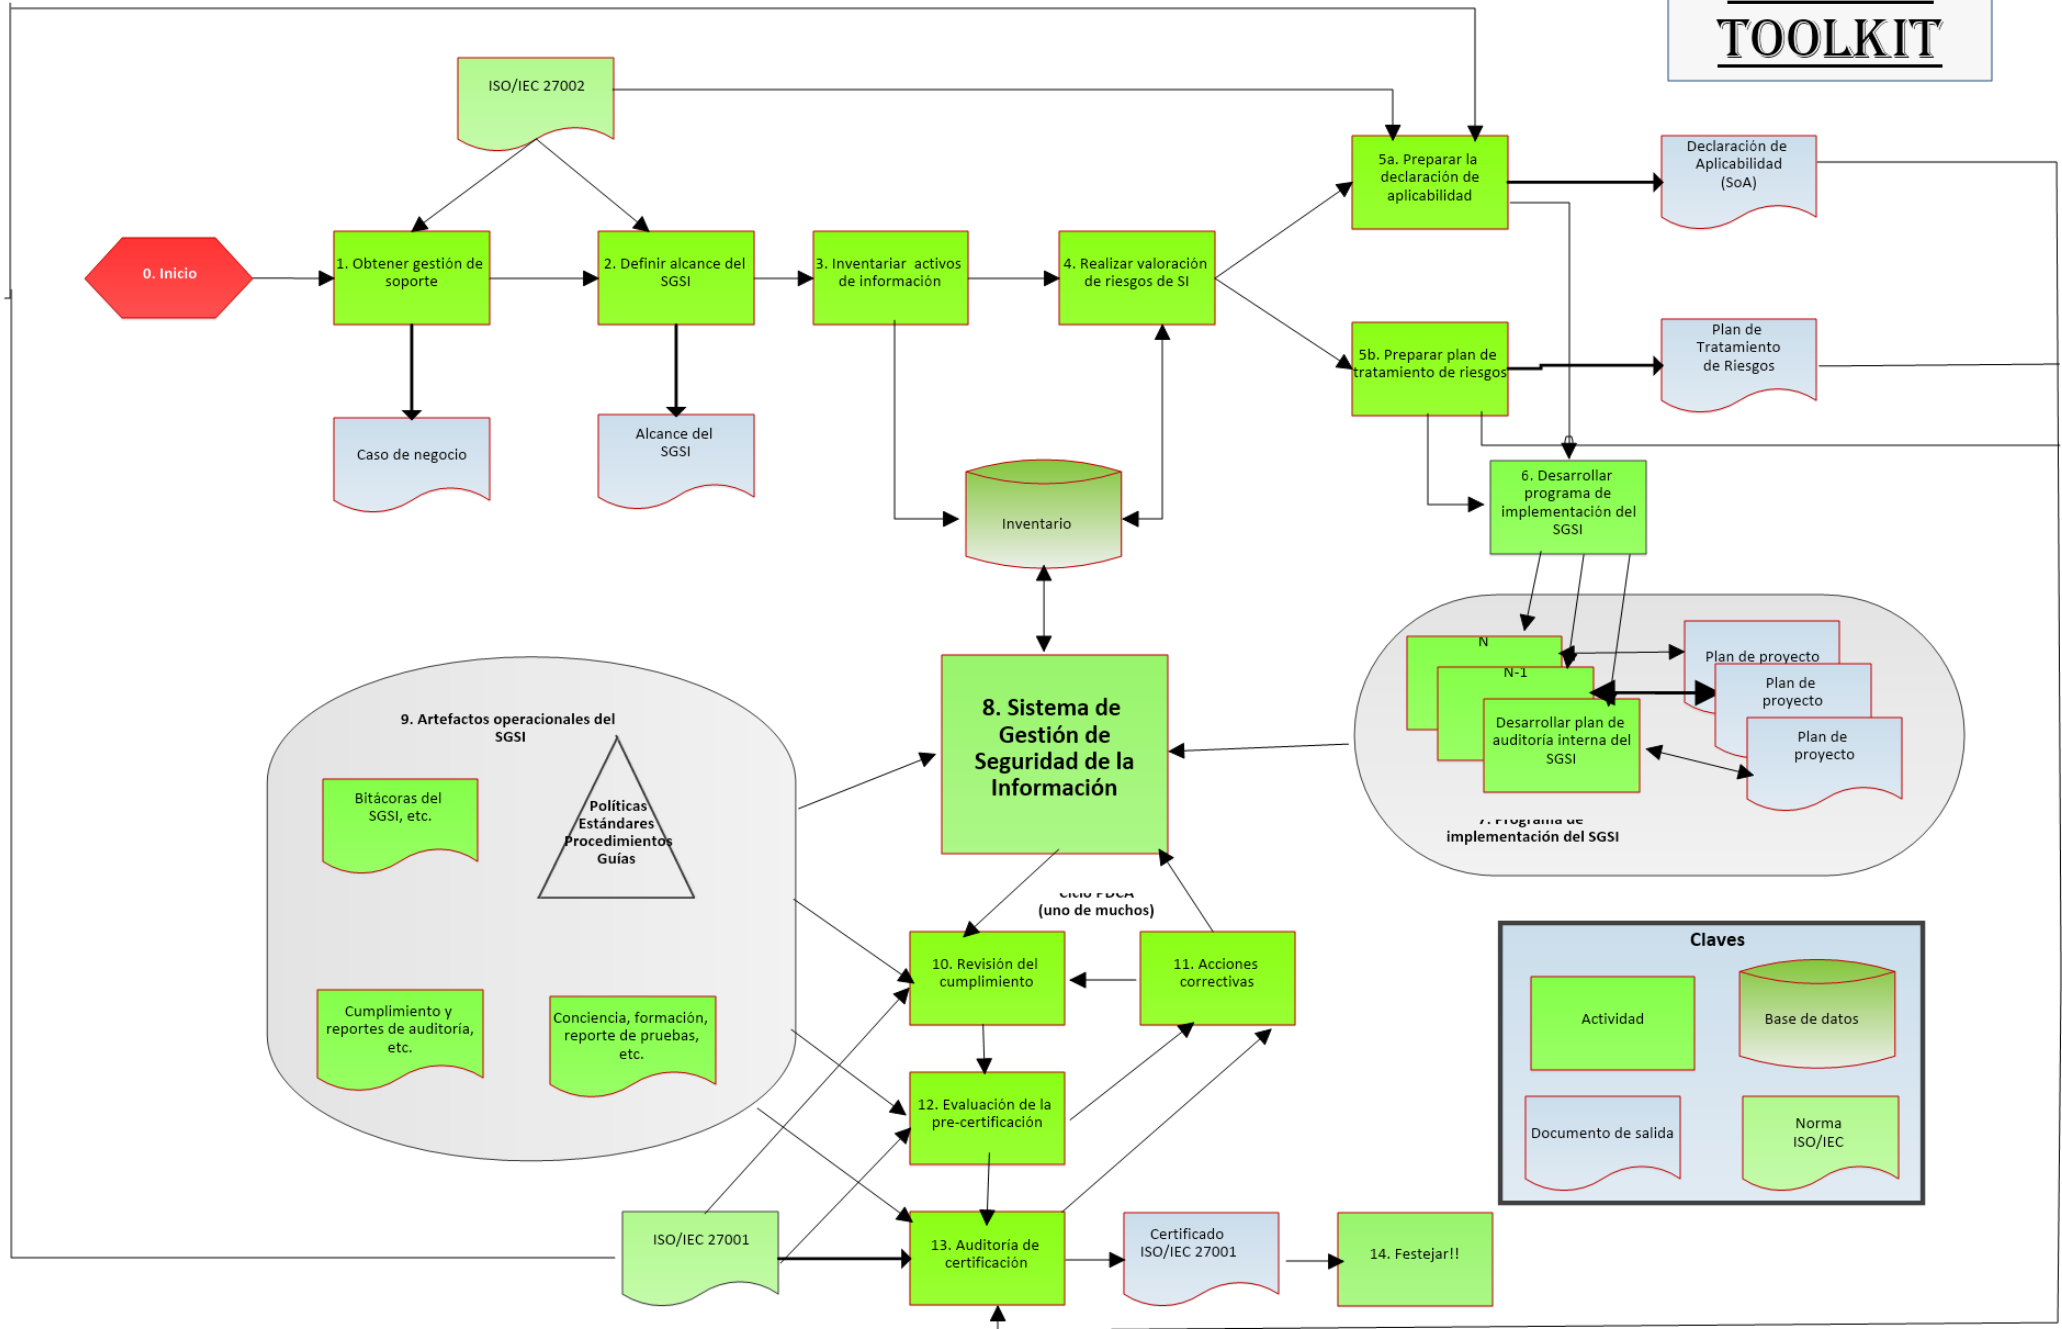 TOOLKIT
ISO/IEC 27002
5a. Preparar la
declaración de
aplicabilidad
Declaración de
Aplicabilidad
(SoA)
0. Inicio
1. Obtener gestión de
soporte
2. Definir alcance del
SGSI
3. Inventariar activos
de información
4. Realizar valoración
de riesgos de SI
5b. Preparar plan de
tratamiento de riesgos
Plan de
Tratamiento
de Riesgos
Caso de negocio
Alcance del
SGSI
Inventario
6. Desarrollar
programa de
implementación del
SGSI
N
N-1
Desarrollar plan de
auditoría interna del
SGSI
Plan de proyecto
Plan de
proyecto
Plan de
proyecto
7. Programa de
implementación del SGSI
8. Sistema de
Gestión de
Seguridad de la
Información
9. Artefactos operacionales del
SGSI
Bitácoras del
SGSI, etc.
Políticas
Estándares
Procedimientos
Guías
Cumplimiento y
reportes de auditoría,
etc.
Conciencia, formación,
reporte de pruebas,
etc.
Ciclo PDCA
(uno de muchos)
10. Revisión del
cumplimiento
11. Acciones
correctivas
12. Evaluación de la
pre-certificación
ISO/IEC 27001
13. Auditoría de
certificación
Certificado
ISO/IEC 27001
14. Festejar!!
Claves
Actividad
Base de datos
Documento de salida
Norma
ISO/IEC